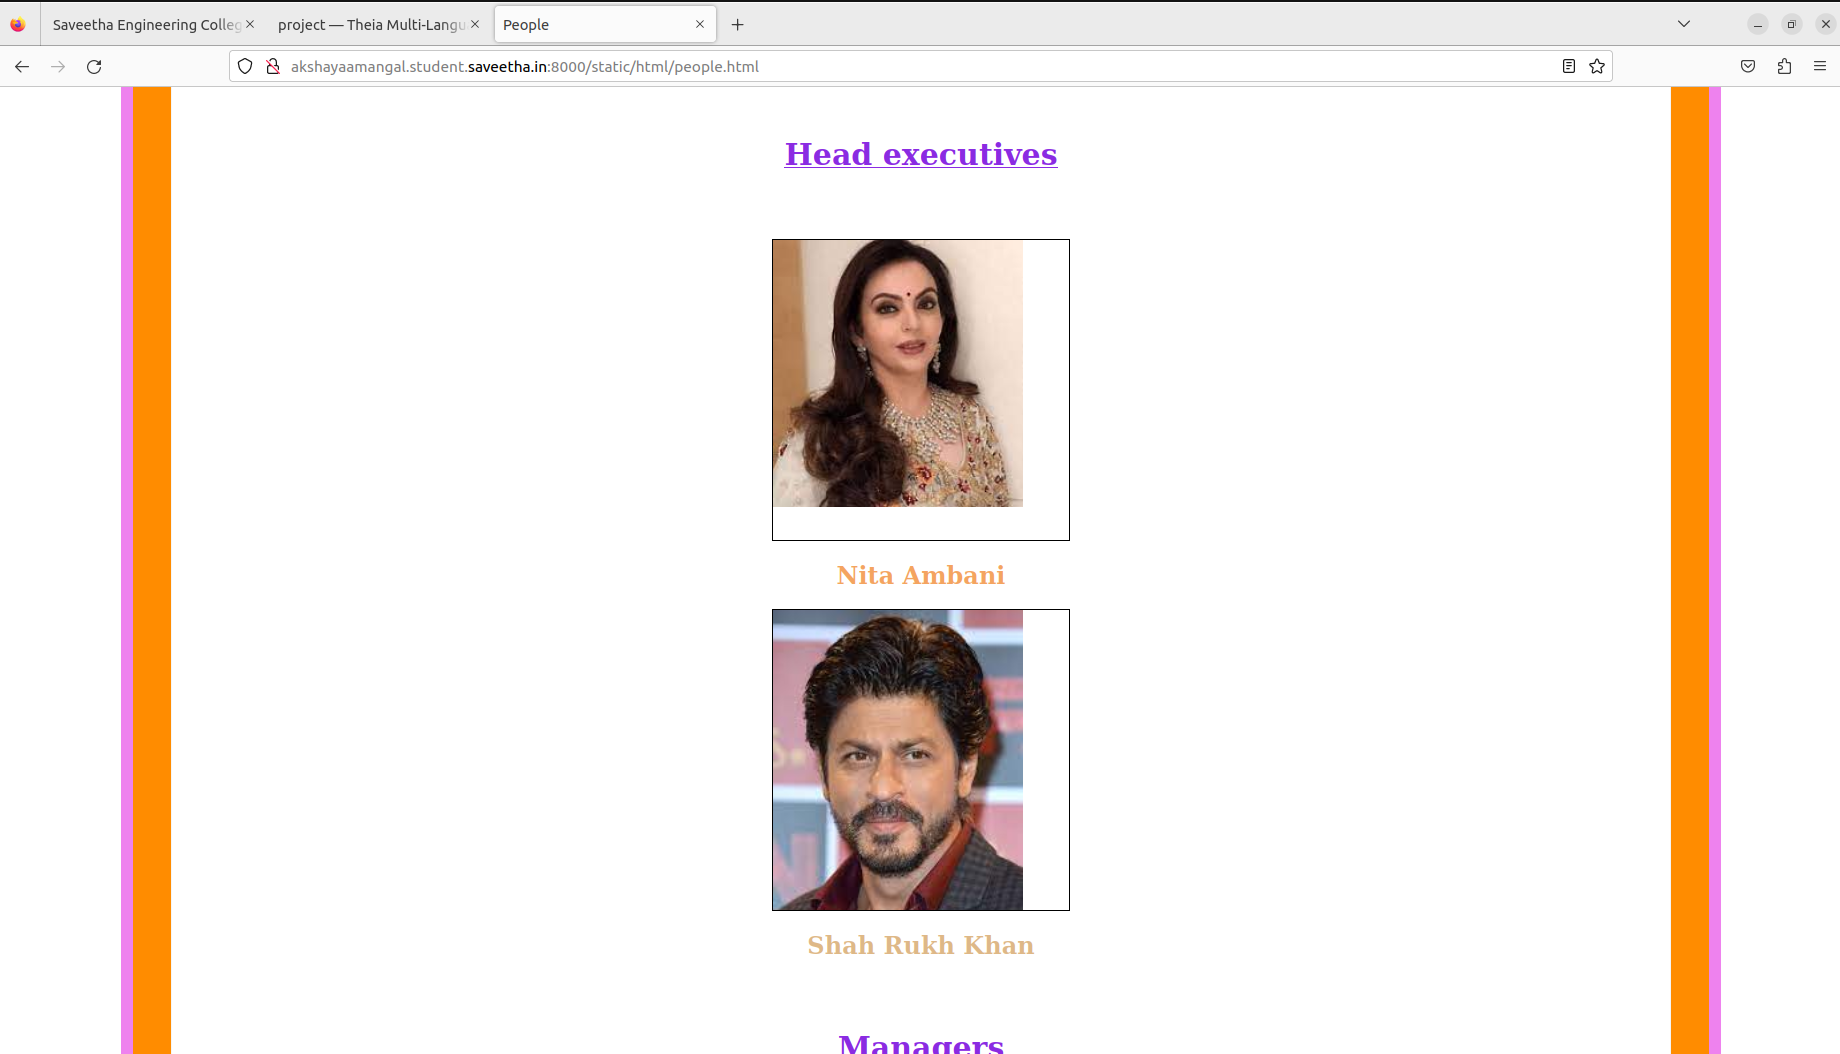 Saveetha Engineering Colleg
project — Theia Multi-Langu
People
akshayaamangal.student.saveetha.in:8000/static/html/people.html
Head executives
Nita Ambani
Shah Rukh Khan
Managers